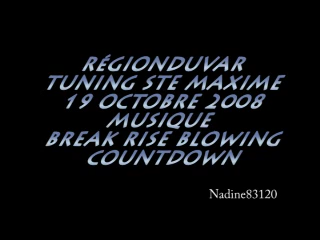 RÉGIONDUVAR
TUNING STE MAXIME
19 OCTOBRE 2008
MUSIQUE
BREAK RISE BLOWING
COUNTDOWN
Nadine83120